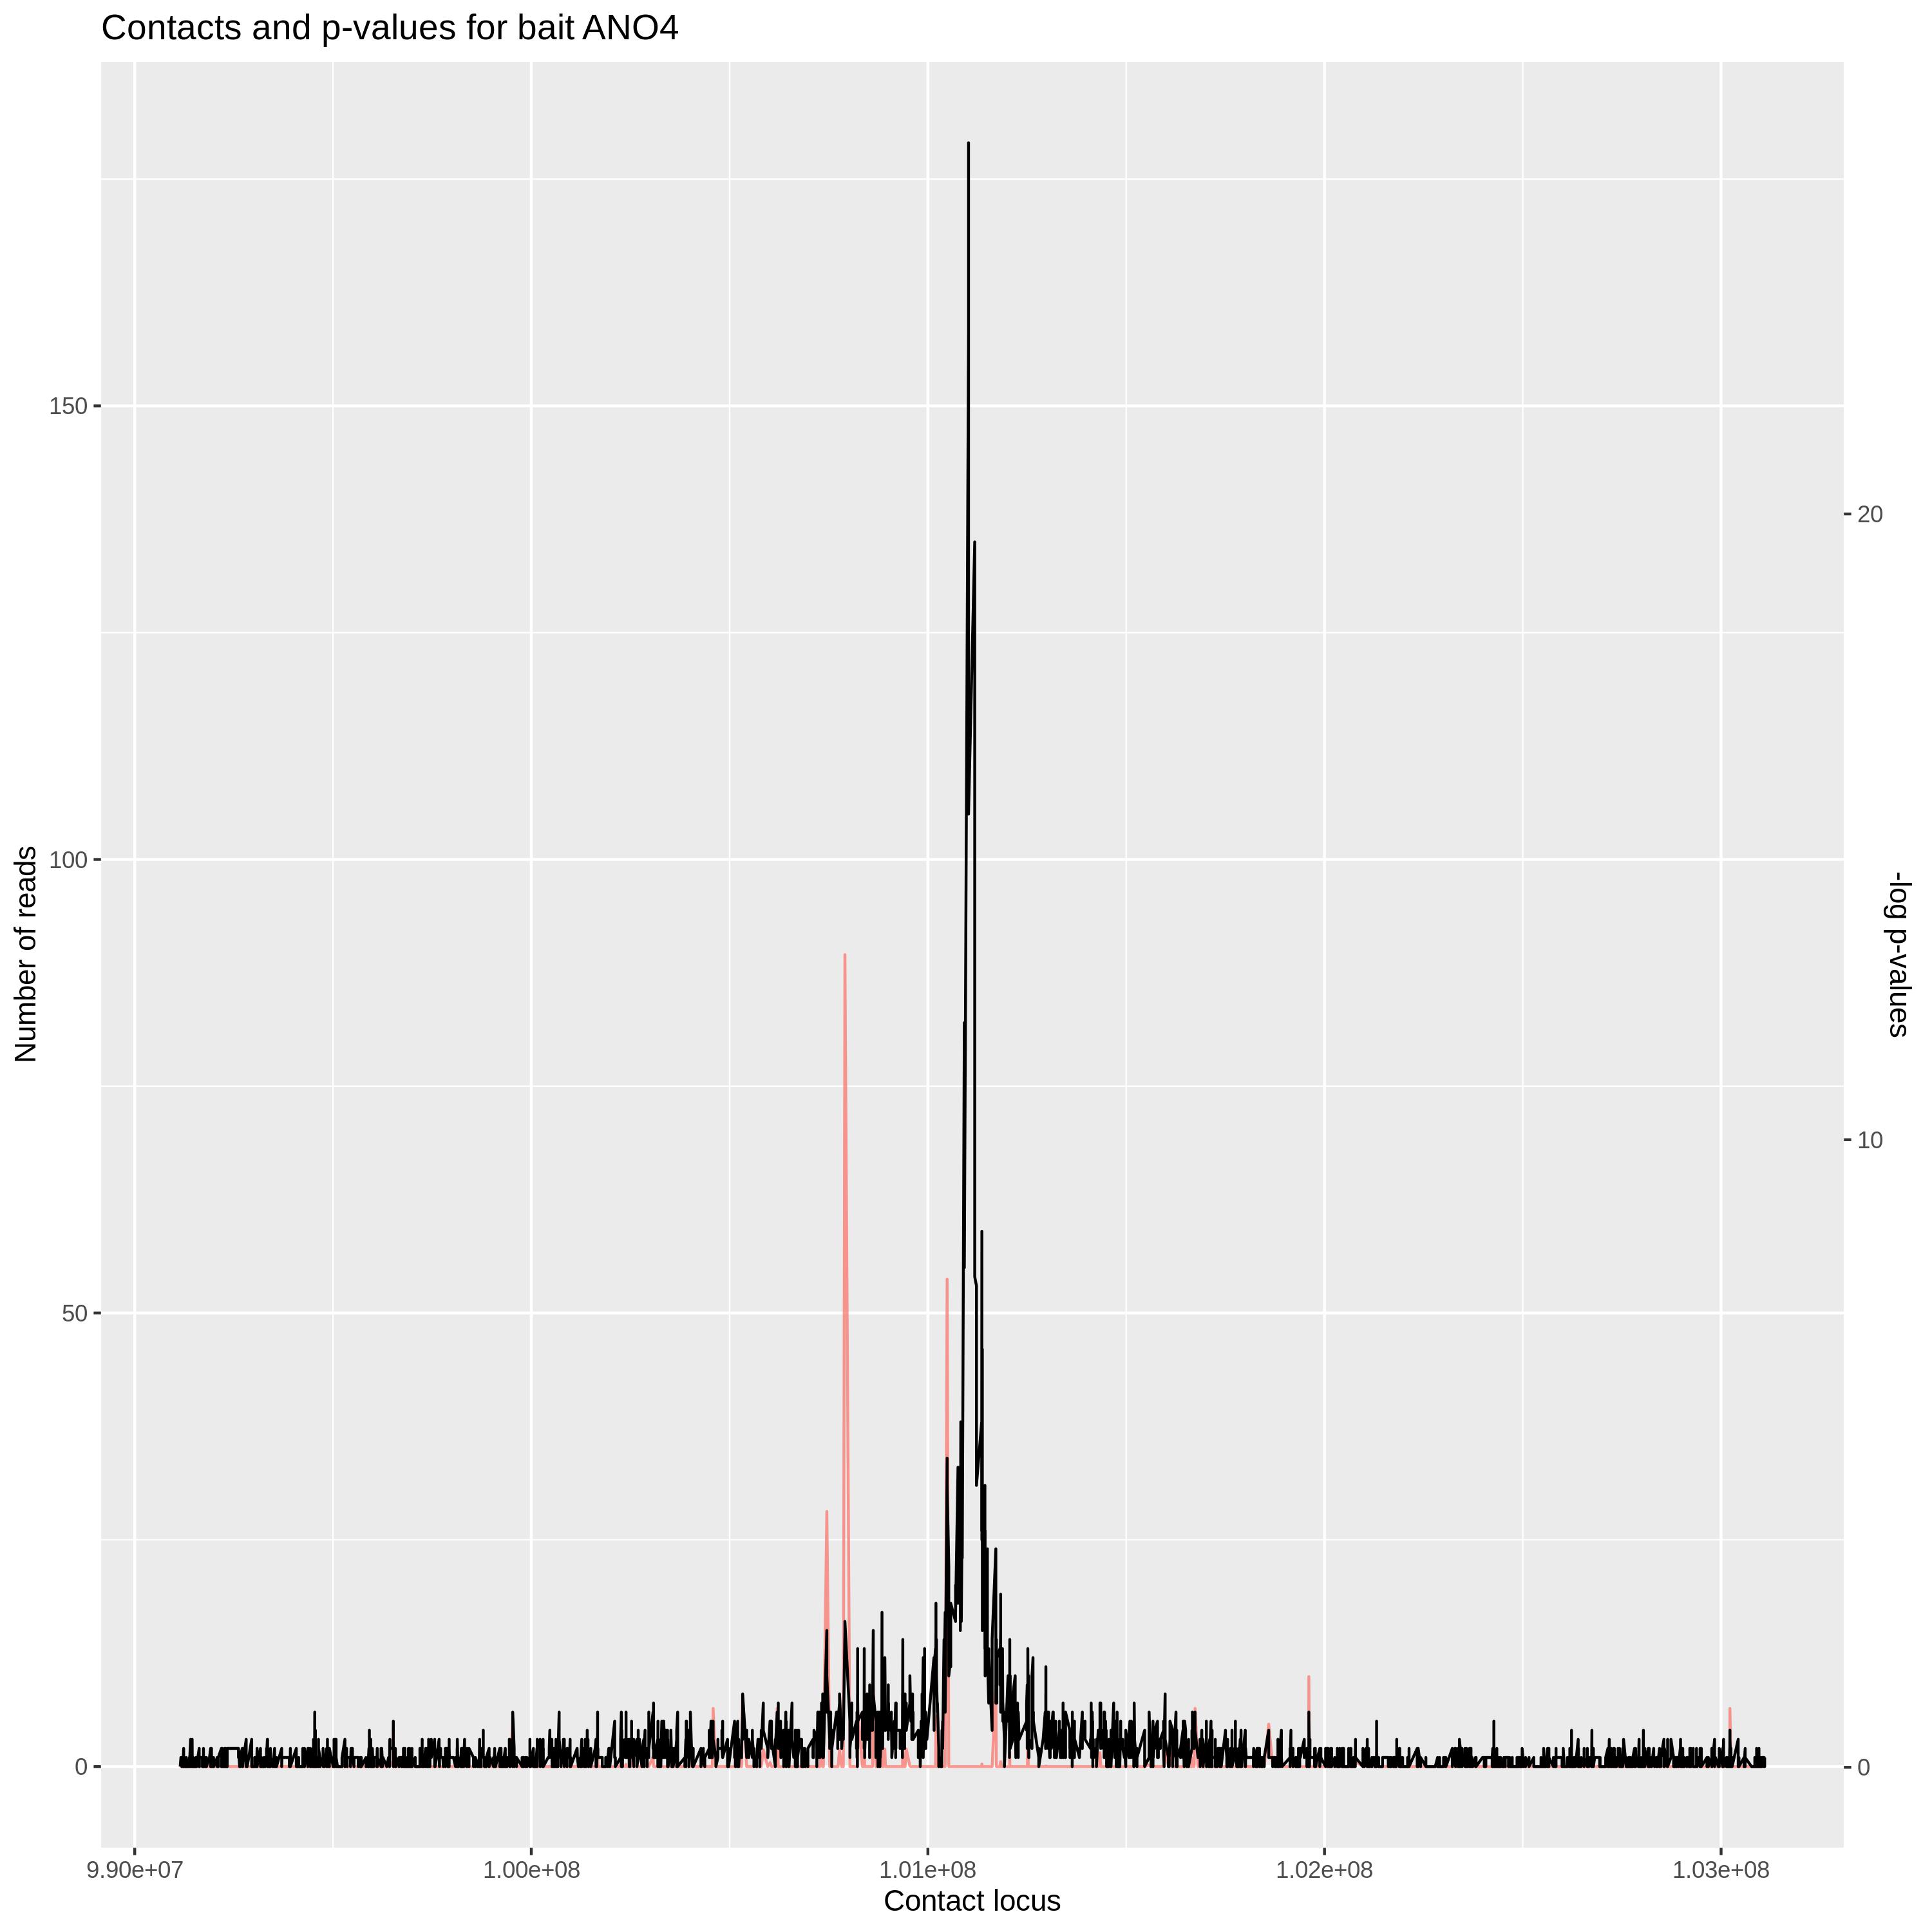 Contacts and p-values for bait ANO4
150
100
50
0
20
10
0
Number of reads
-log p-values
9.90e+07 1.00e+08 1.01e+08 1.02e+08 1.03e+08
Contact locus